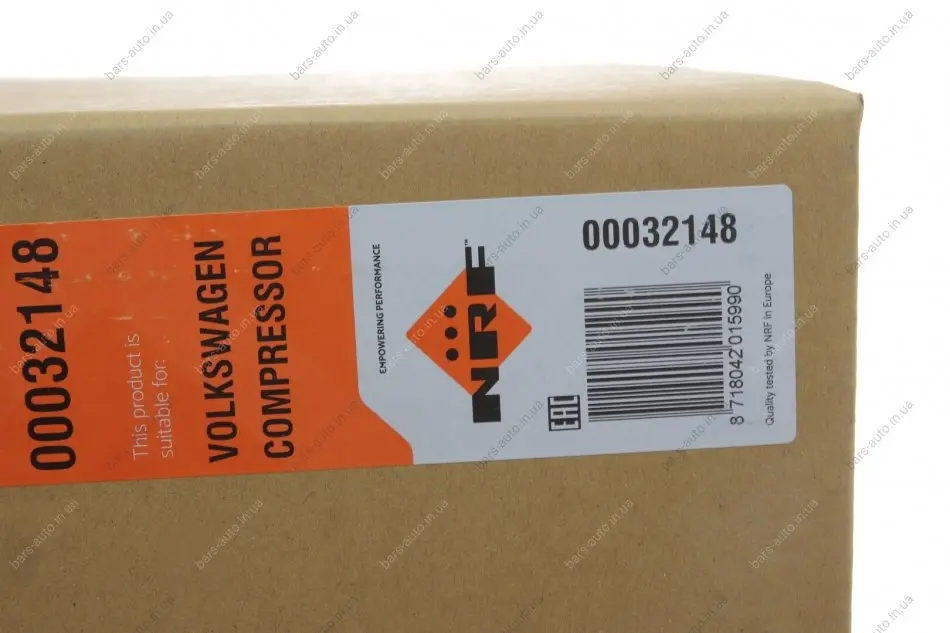 00032148
This product is
suitable for:
VOLKSWAGEN
COMPRESSOR
EMPOWERING PERFORMANCE
NRF™
00032148
EAC
8 718042 015990
Quality tested by NRF in Europe
bars-auto.in.ua